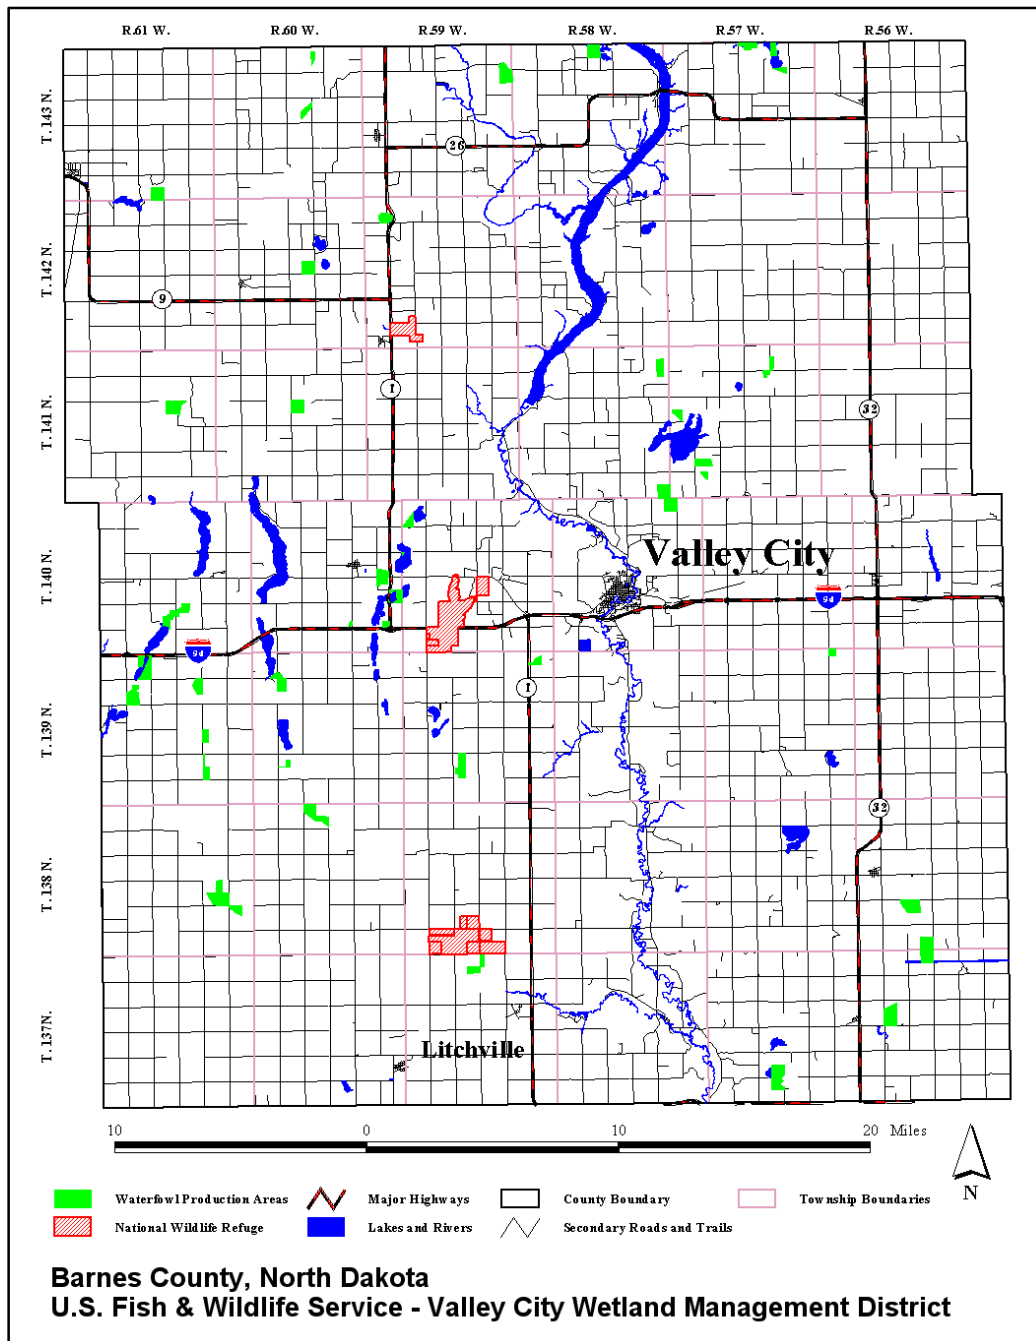 R.61 W. R.60 W. R.59 W. R.58 W. R.57 W. R.56 W.
T. 143 N.
26
T. 142 N.
9
1
T. 141 N.
32
Valley City
T. 140 N.
94
94
1
T. 139 N.
32
T. 138 N.
T. 137N.
Litchville
10 0 10 20 Miles
N
Waterfowl Production Areas Major Highways County Boundary Township Boundaries
National Wildlife Refuge Lakes and Rivers Secondary Roads and Trails
Barnes County, North Dakota
U.S. Fish & Wildlife Service - Valley City Wetland Management District